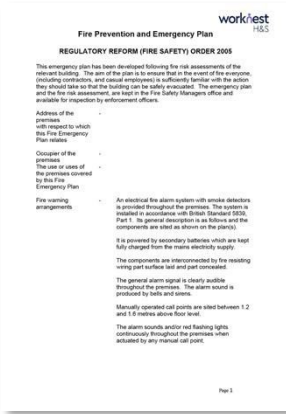 worknest
H&S
Fire Prevention and Emergency Plan
REGULATORY REFORM (FIRE SAFETY) ORDER 2005
This emergency plan has been developed following fire risk assessments of the
relevant building. The aim of the plan is to ensure that in the event of fire everyone,
(including contractors, and casual employees) is sufficiently familiar with the action
they should take so that the building can be safely evacuated. The emergency plan
and the fire risk assessment, are kept in the Fire Safety Managers office and
available for inspection by enforcement officers.
Address of the -
premises
with respect to which
this Fire Emergency
Plan relates
Occupier of the -
premises
The use or uses of -
the premises covered
by this Fire
Emergency Plan
Fire warning - An electrical fire alarm system with smoke detectors
arrangements is provided throughout the premises. The system is
installed in accordance with British Standard 5839,
Part 1. Its general description is as follows and the
components are sited as shown on the plan(s).
It is powered by secondary batteries which are kept
fully charged from the mains electricity supply.
The components are interconnected by fire resisting
wiring part surface laid and part concealed.
The general alarm signal is clearly audible
throughout the premises. The alarm sound is
produced by bells and sirens.
Manually operated call points are sited between 1.2
and 1.6 metres above floor level.
The alarm sounds and/or red flashing lights
continuously throughout the premises when
actuated by any manual call point.
Page 1